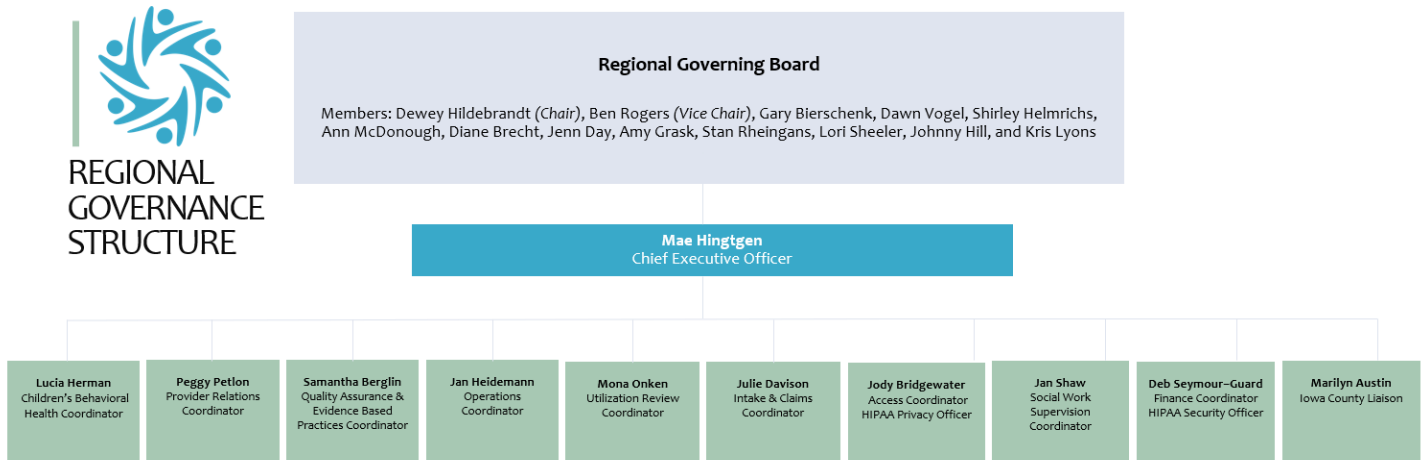 REGIONAL
GOVERNANCE
STRUCTURE
Regional Governing Board
Members: Dewey Hildebrandt (Chair), Ben Rogers (Vice Chair), Gary Bierschenk, Dawn Vogel, Shirley Helmrichs,
Ann McDonough, Diane Brecht, Jenn Day, Amy Grask, Stan Rheingans, Lori Sheeler, Johnny Hill, and Kris Lyons
Mae Hingtgen
Chief Executive Officer
Lucia Herman
Children's Behavioral
Health Coordinator
Peggy Petlon
Provider Relations
Coordinator
Samantha Berglin
Quality Assurance &
Evidence Based
Practices Coordinator
Jan Heidemann
Operations
Coordinator
Mona Onken
Utilization Review
Coordinator
Julie Davison
Intake & Claims
Coordinator
Jody Bridgewater
Access Coordinator
HIPAA Privacy Officer
Jan Shaw
Social Work
Supervision
Coordinator
Deb Seymour–Guard
Finance Coordinator
HIPAA Security Officer
Marilyn Austin
Iowa County Liaison